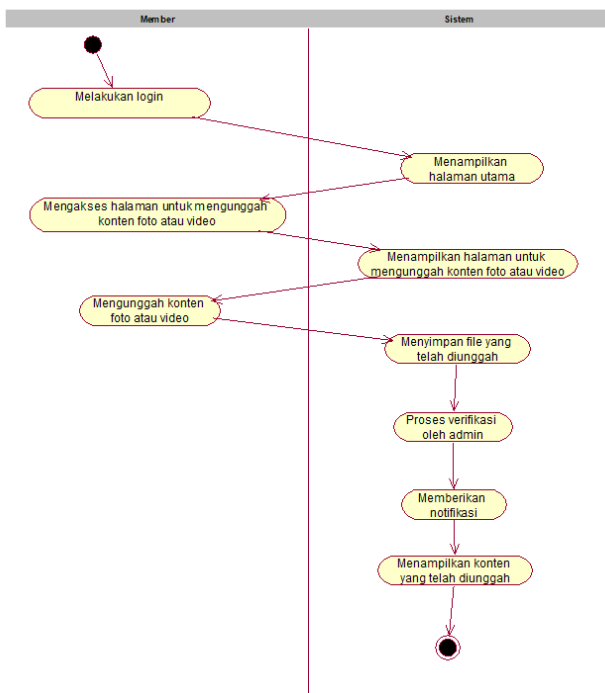 Member
Sistem
Melakukan login
Menampilkan
halaman utama
Mengakses halaman untuk mengunggah
konten foto atau video
Menampilkan halaman untuk
mengunggah konten foto atau video
Mengunggah konten
foto atau video
Menyimpan file yang
telah diunggah
Proses verifikasi
oleh admin
Memberikan
notifikasi
Menampilkan konten
yang telah diunggah